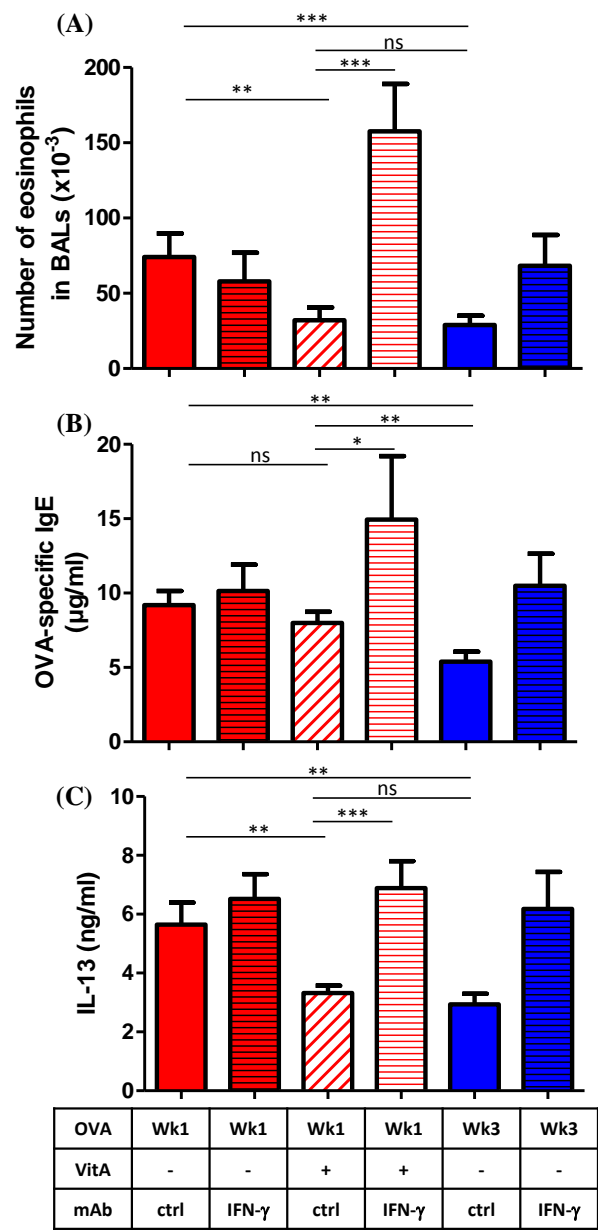 (A)
***
ns
**
***
Number of eosinophils
in BALs (x10⁻³)
200
150
100
50
0
(B)
**
**
ns
*
OVA-specific IgE
(µg/ml)
20
15
10
5
0
(C)
**
ns
**
***
IL-13 (ng/ml)
10
8
6
4
2
0
OVA Wk1 Wk1 Wk1 Wk1 Wk3 Wk3
VitA - - + + - -
mAb ctrl IFN-γ ctrl IFN-γ ctrl IFN-γ